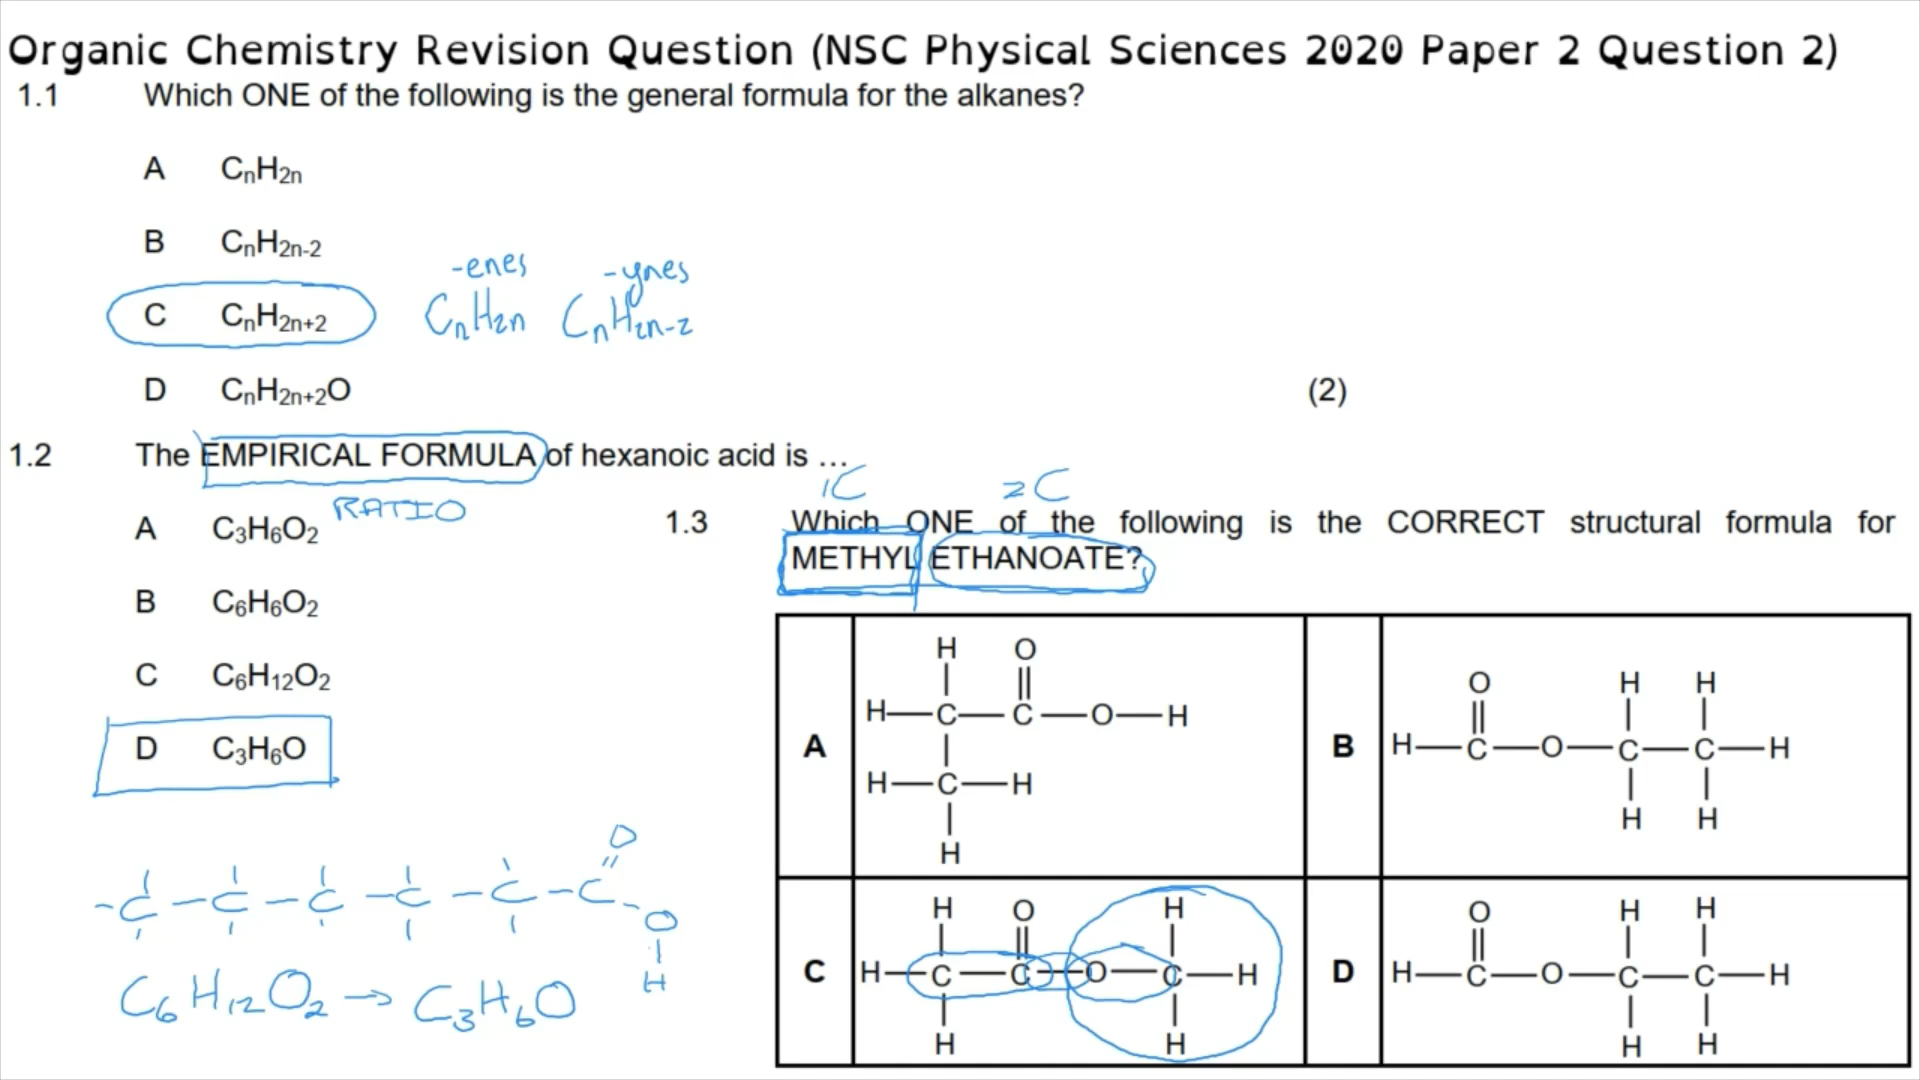 Organic Chemistry Revision Question (NSC Physical Sciences 2020 Paper 2 Question 2)
1.1 Which ONE of the following is the general formula for the alkanes?
A CnH2n
B CnH2n-2
-enes -ynes
C CnH2n+2 CnH2n CnH2n-2
D CnH2n+2O (2)
1.2 The EMPIRICAL FORMULA of hexanoic acid is ...
RATIO
A C3H6O2
B C6H6O2
C C6H12O2
D C3H6O
O
-C-C-C-C-C-C-O
H
C6H12O2 → C3H6O
1C 2C
1.3 Which ONE of the following is the CORRECT structural formula for
METHYL ETHANOATE?
A
H O
H—C—C—O—H
H—C—H
H
B
O H H
H—C—O—C—C—H
H H
C
H O H
H—C—C—O—C—H
H H
D
O H H
H—C—O—C—C—H
H H